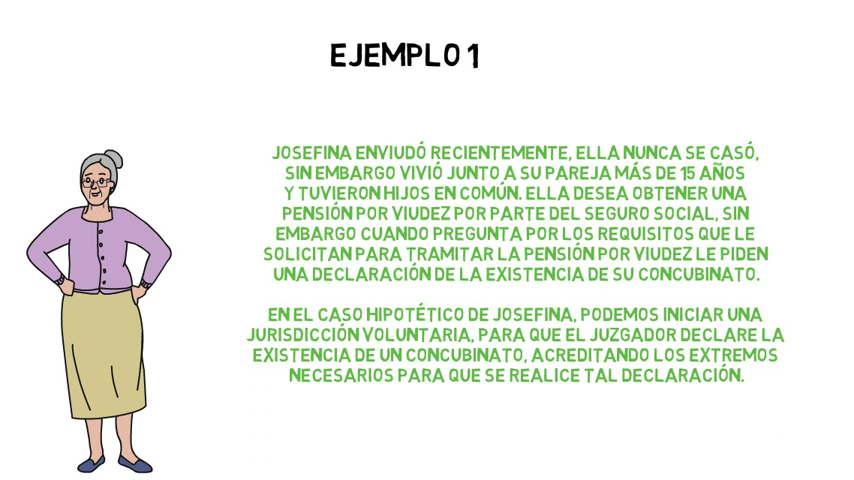 EJEMPLO 1
JOSEFINA ENVIUDÓ RECIENTEMENTE, ELLA NUNCA SE CASÓ,
SIN EMBARGO VIVIÓ JUNTO A SU PAREJA MÁS DE 15 AÑOS
Y TUVIERON HIJOS EN COMÚN. ELLA DESEA OBTENER UNA
PENSIÓN POR VIUDEZ POR PARTE DEL SEGURO SOCIAL, SIN
EMBARGO CUANDO PREGUNTA POR LOS REQUISITOS QUE LE
SOLICITAN PARA TRAMITAR LA PENSIÓN POR VIUDEZ LE PIDEN
UNA DECLARACIÓN DE LA EXISTENCIA DE SU CONCUBINATO.
EN EL CASO HIPOTÉTICO DE JOSEFINA, PODEMOS INICIAR UNA
JURISDICCIÓN VOLUNTARIA, PARA QUE EL JUZGADOR DECLARE LA
EXISTENCIA DE UN CONCUBINATO, ACREDITANDO LOS EXTREMOS
NECESARIOS PARA QUE SE REALICE TAL DECLARACIÓN.